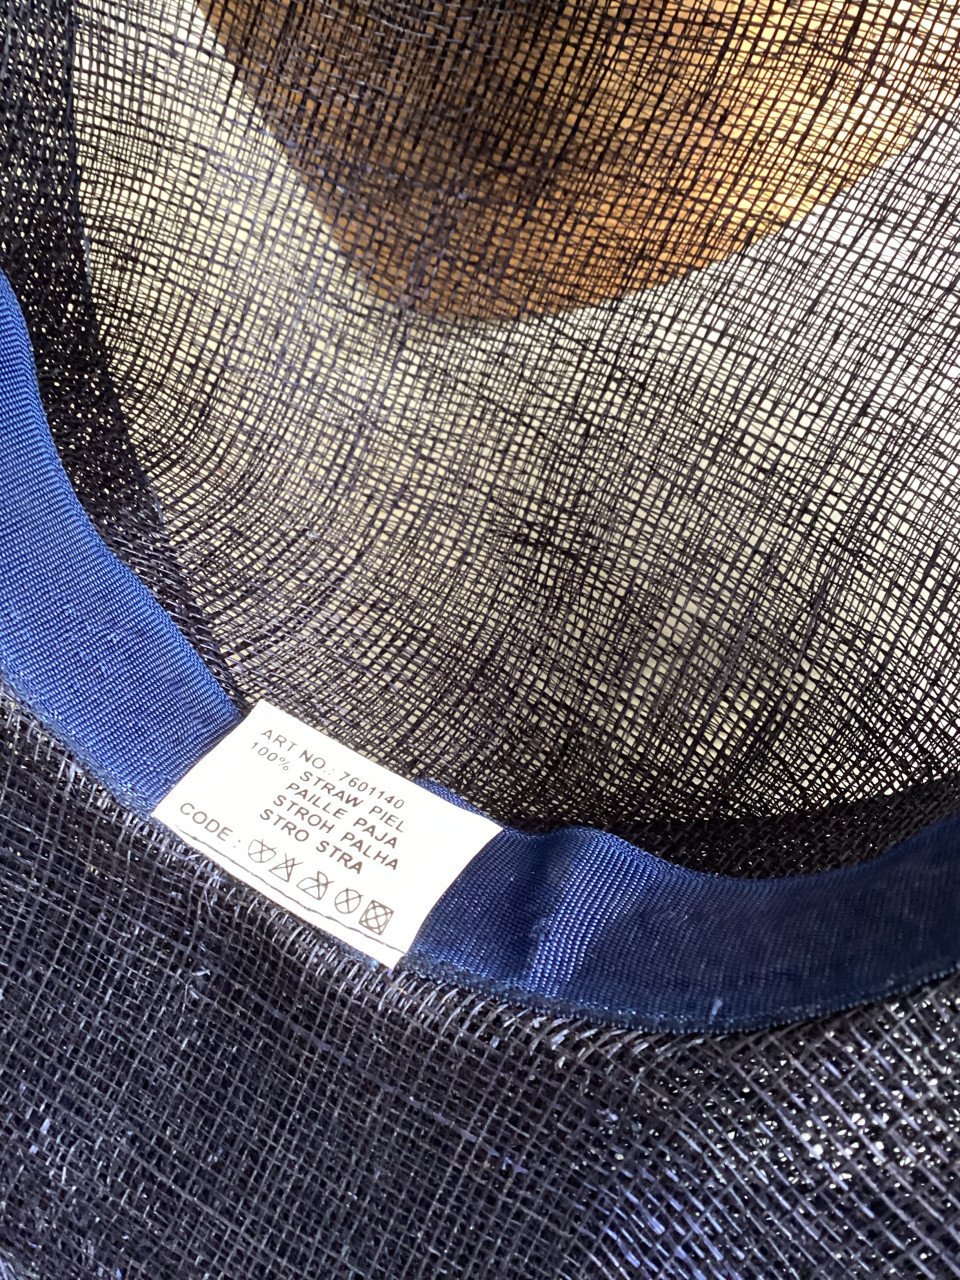 ART NO.: 7601140
100% STRAW PIEL
PAILLE PAJA
STROH PALHA
STRO STRA
CODE :